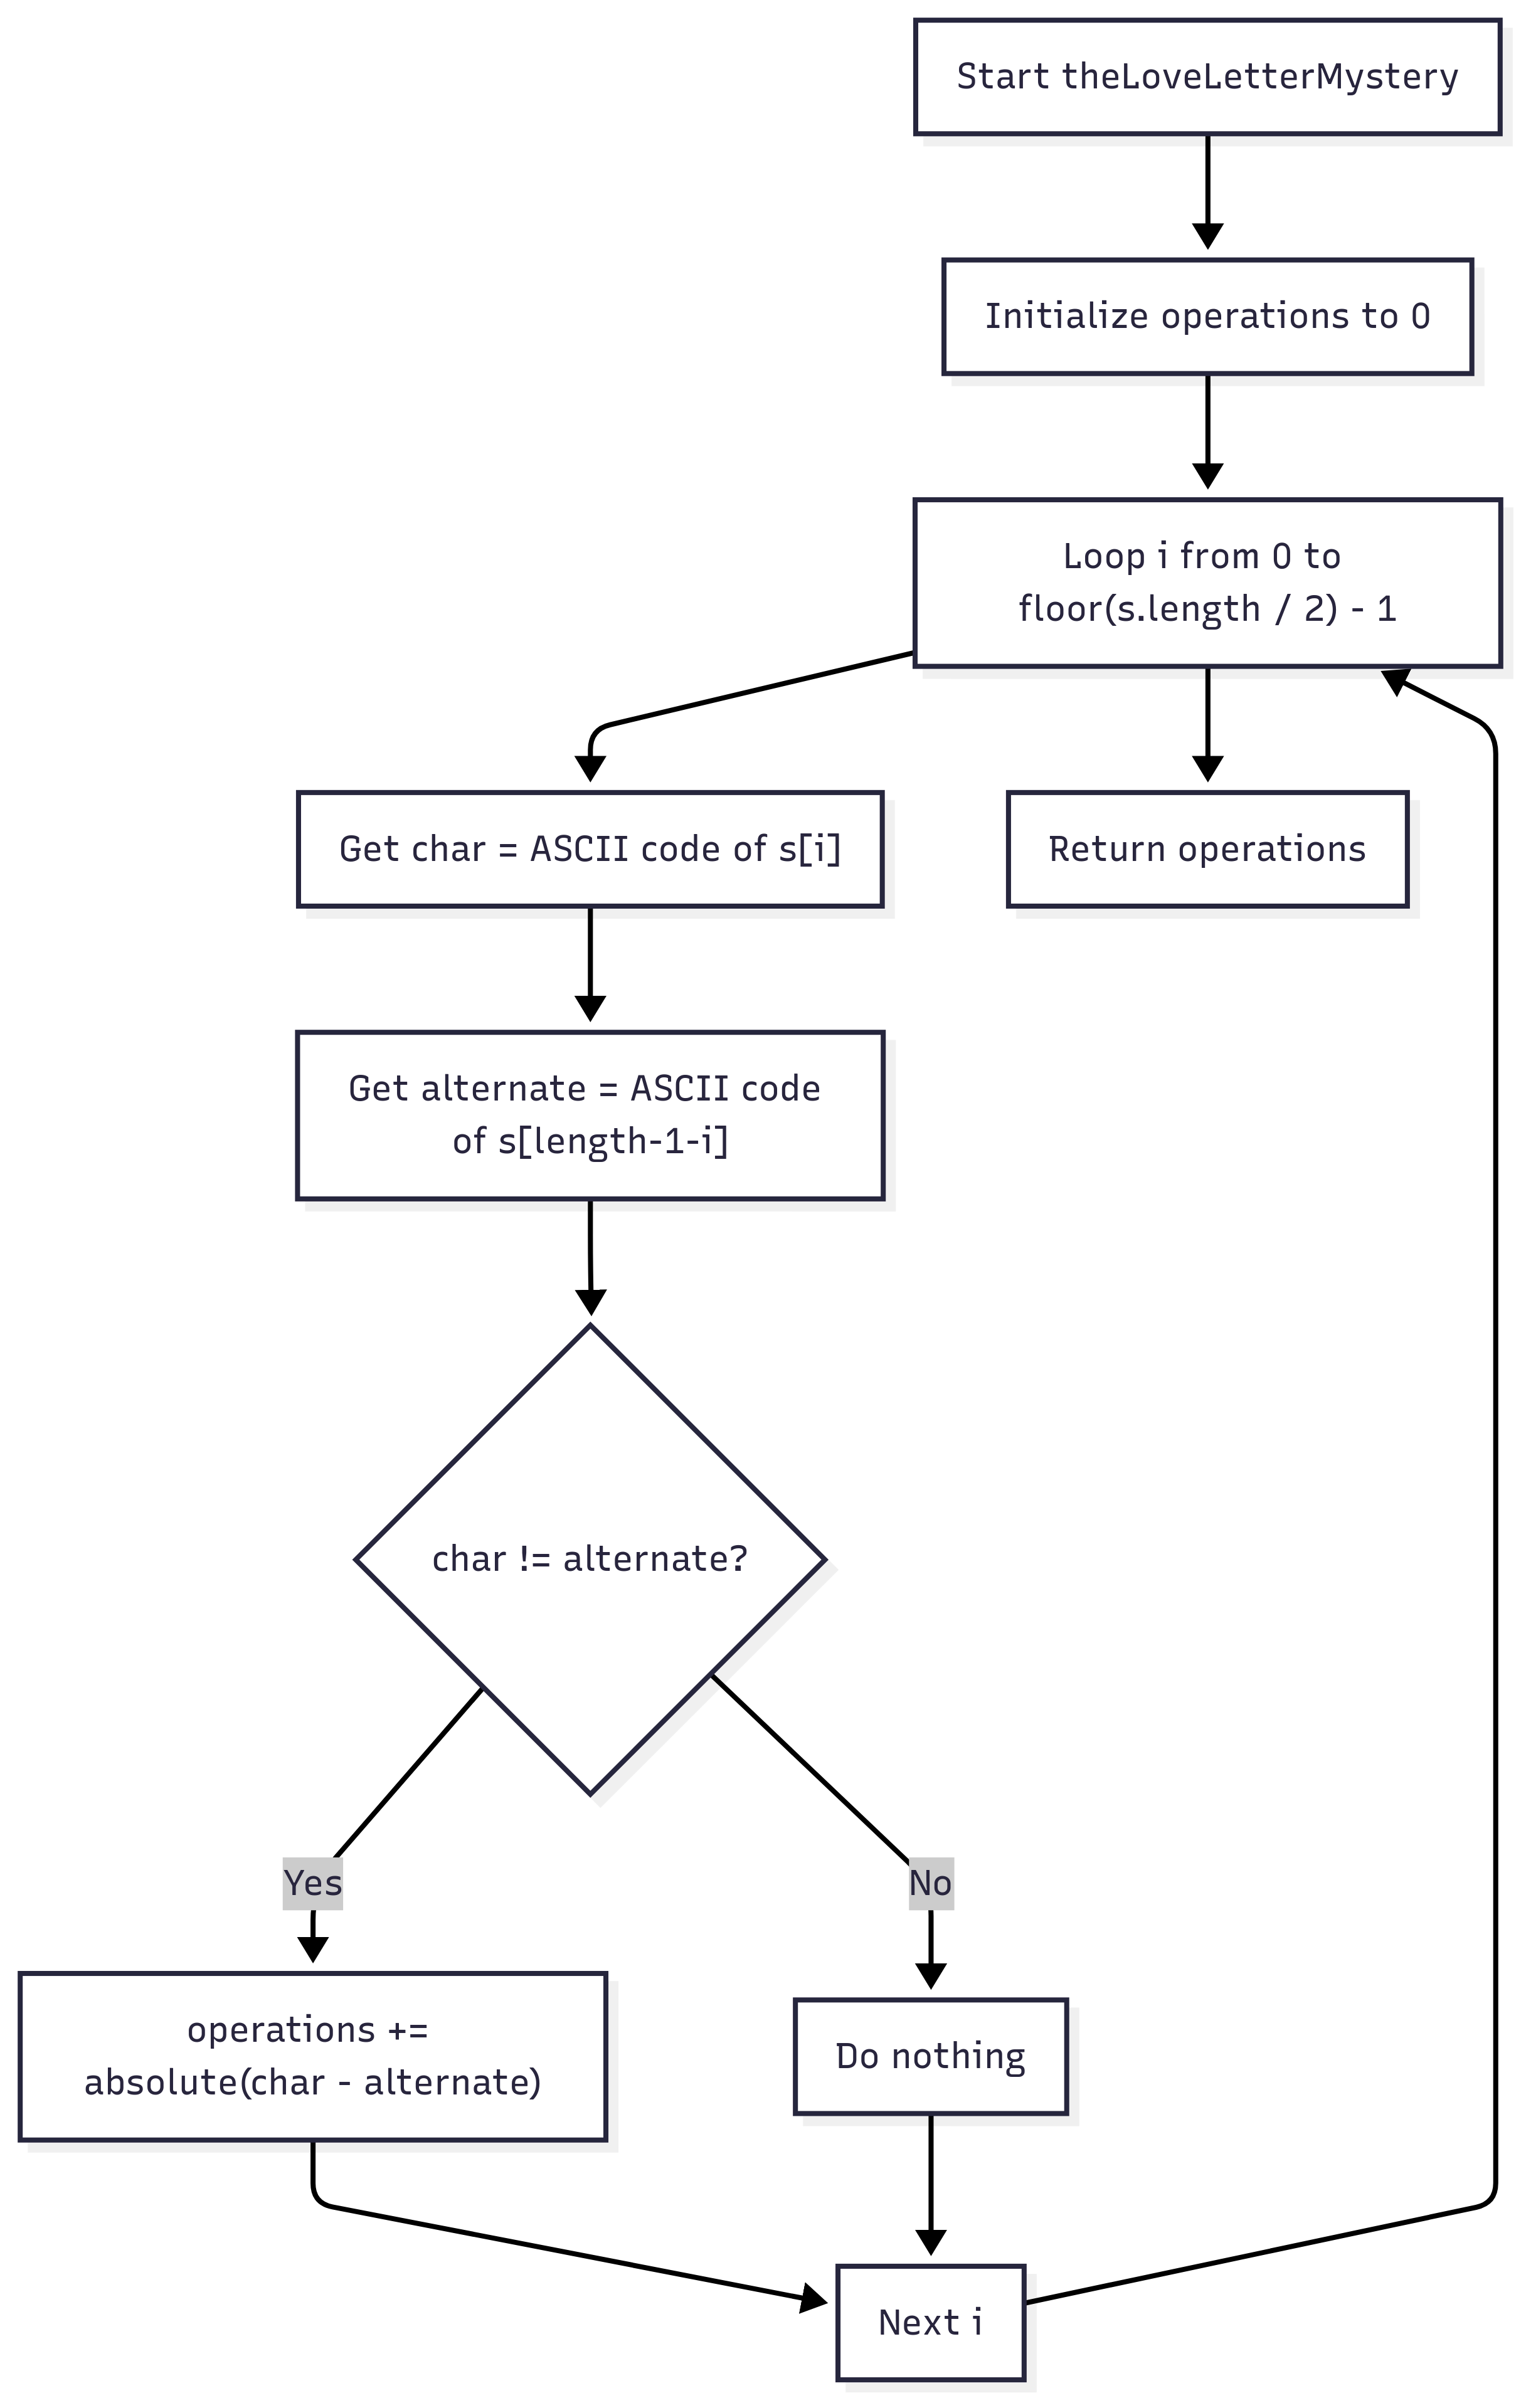 Start theLoveLetterMystery
Initialize operations to 0
Loop i from 0 to
floor(s.length / 2) - 1
Get char = ASCII code of s[i]
Return operations
Get alternate = ASCII code
of s[length-1-i]
char != alternate?
Yes
No
operations +=
absolute(char - alternate)
Do nothing
Next i